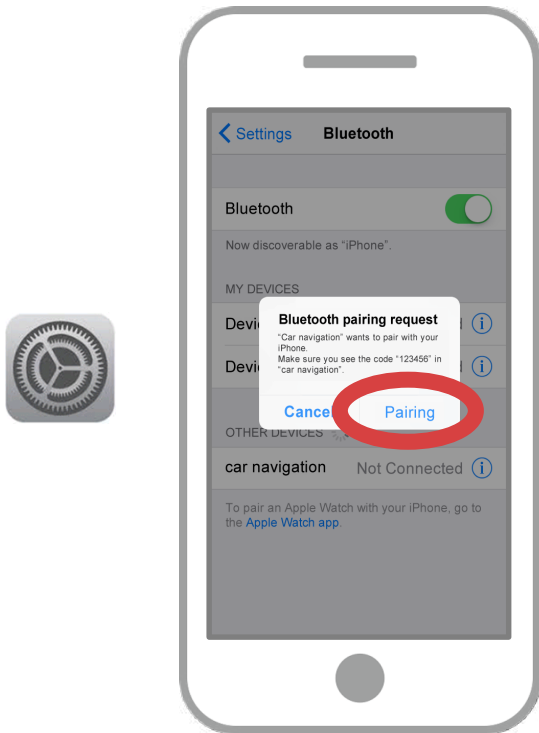 Settings Bluetooth
Bluetooth
Now discoverable as “iPhone”.
MY DEVICES
Bluetooth pairing request
“Car navigation” wants to pair with your
iPhone.
Make sure you see the code “123456” in
“car navigation”.
Cancel Pairing
OTHER DEVICES
car navigation Not Connected
To pair an Apple Watch with your iPhone, go to
the Apple Watch app.